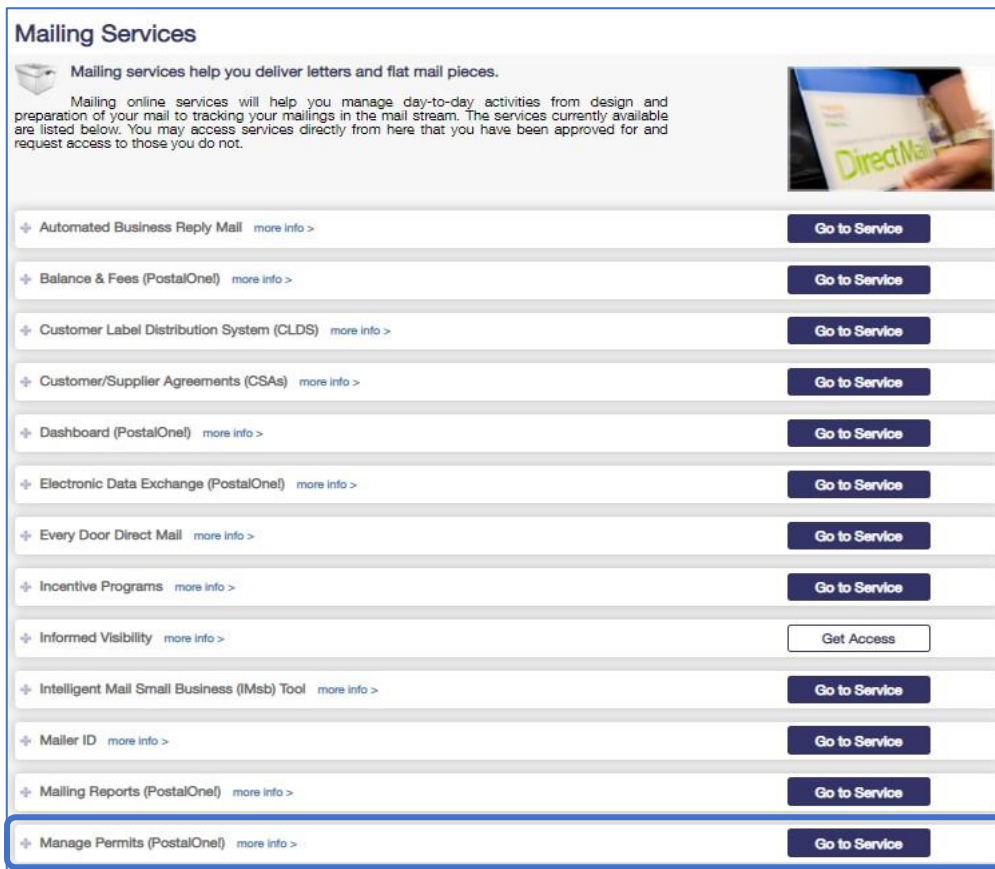 Mailing Services
Mailing services help you deliver letters and flat mail pieces.
Mailing online services will help you manage day-to-day activities from design and
preparation of your mail to tracking your mailings in the mail stream. The services currently available
are listed below. You may access services directly from here that you have been approved for and
request access to those you do not.
DirectMail
Automated Business Reply Mail more info > Go to Service
Balance & Fees (PostalOne!) more info > Go to Service
Customer Label Distribution System (CLDS) more info > Go to Service
Customer/Supplier Agreements (CSAs) more info > Go to Service
Dashboard (PostalOne!) more info > Go to Service
Electronic Data Exchange (PostalOne!) more info > Go to Service
Every Door Direct Mail more info > Go to Service
Incentive Programs more info > Go to Service
Informed Visibility more info > Get Access
Intelligent Mail Small Business (IMsb) Tool more info > Go to Service
Mailer ID more info > Go to Service
Mailing Reports (PostalOne!) more info > Go to Service
Manage Permits (PostalOne!) more info > Go to Service